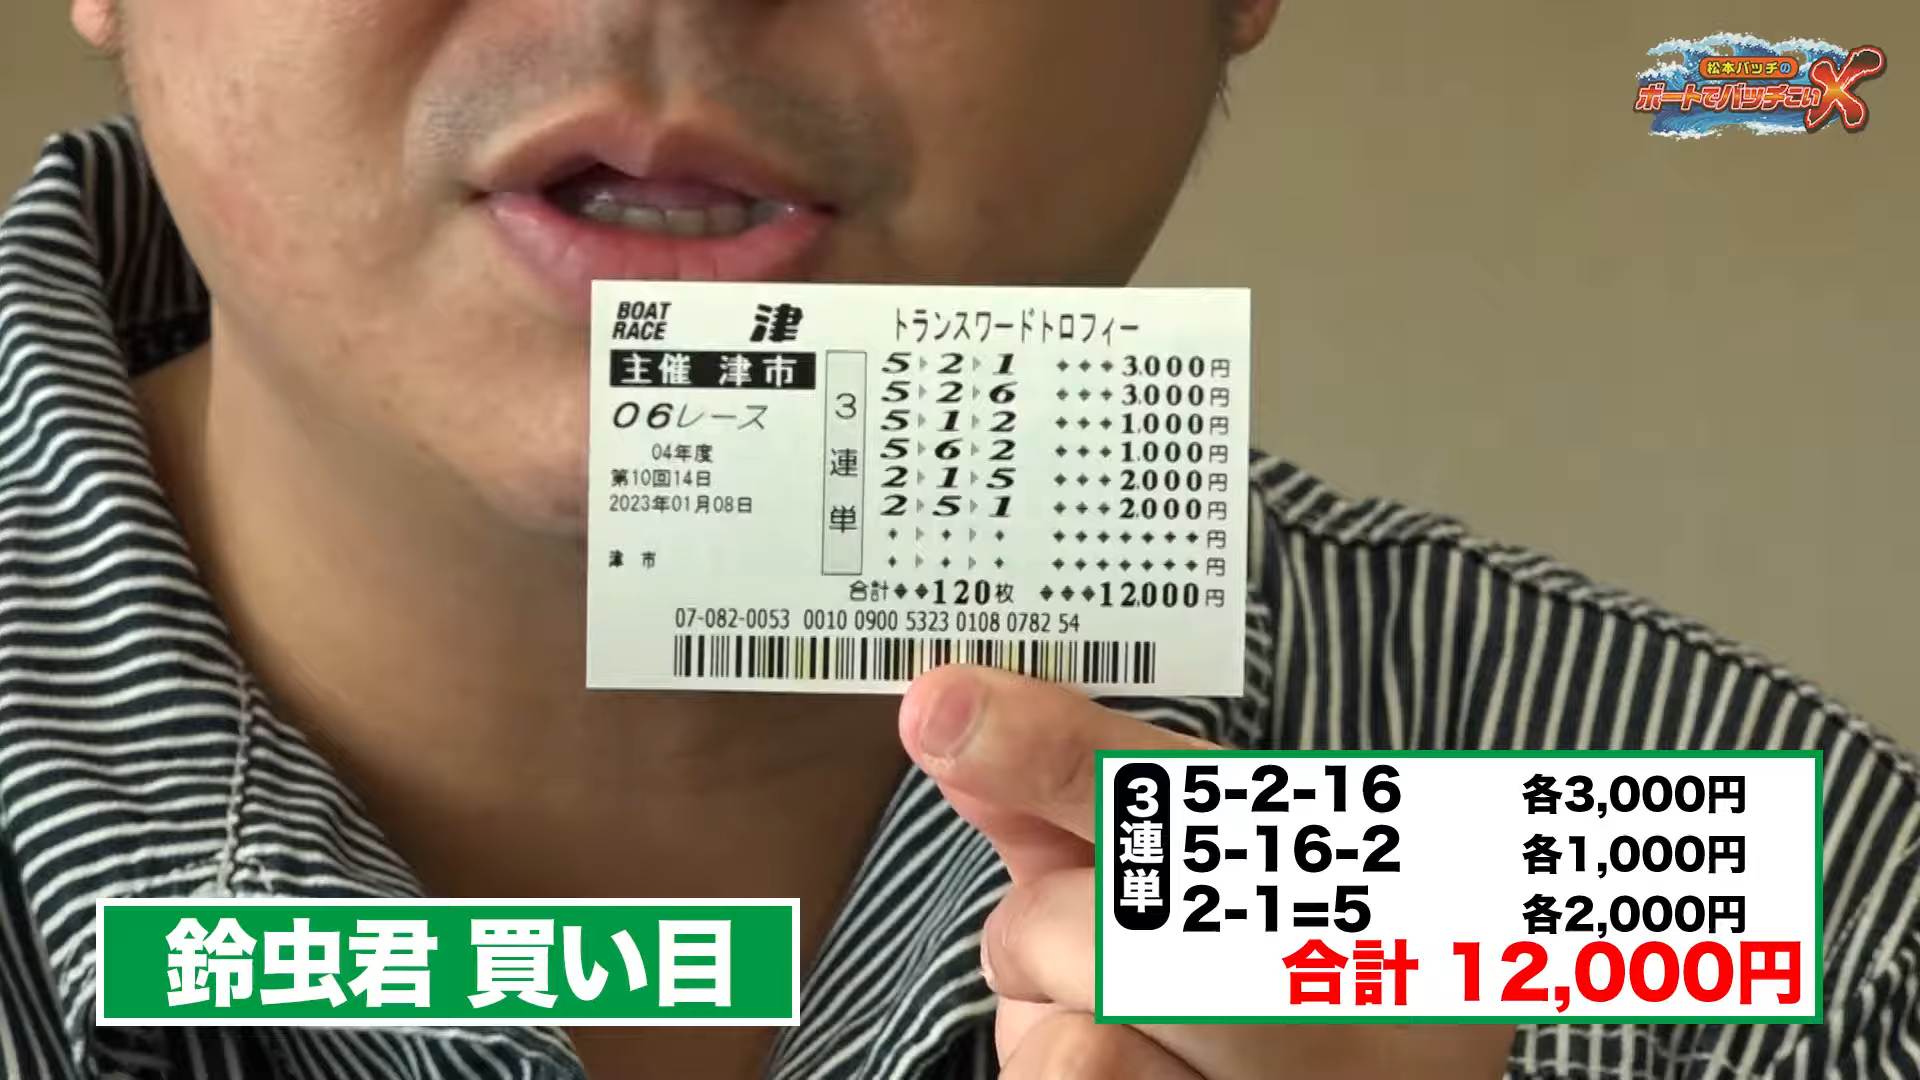 松本バッチの
ボートでバッチこいX
BOAT RACE
津
トランスワードトロフィー
主催 津市
06レース
04年度
第10回14日
2023年01月08日
津 市
3連単
5 2 1 3,000円
5 2 6 3,000円
5 1 2 1,000円
5 6 2 1,000円
2 1 5 2,000円
2 5 1 2,000円
円
円
合計 120枚 12,000円
07-082-0053 0010 0900 5323 0108 0782 54
3連単
5-2-16 各3,000円
5-16-2 各1,000円
2-1=5 各2,000円
合計 12,000円
鈴虫君 買い目